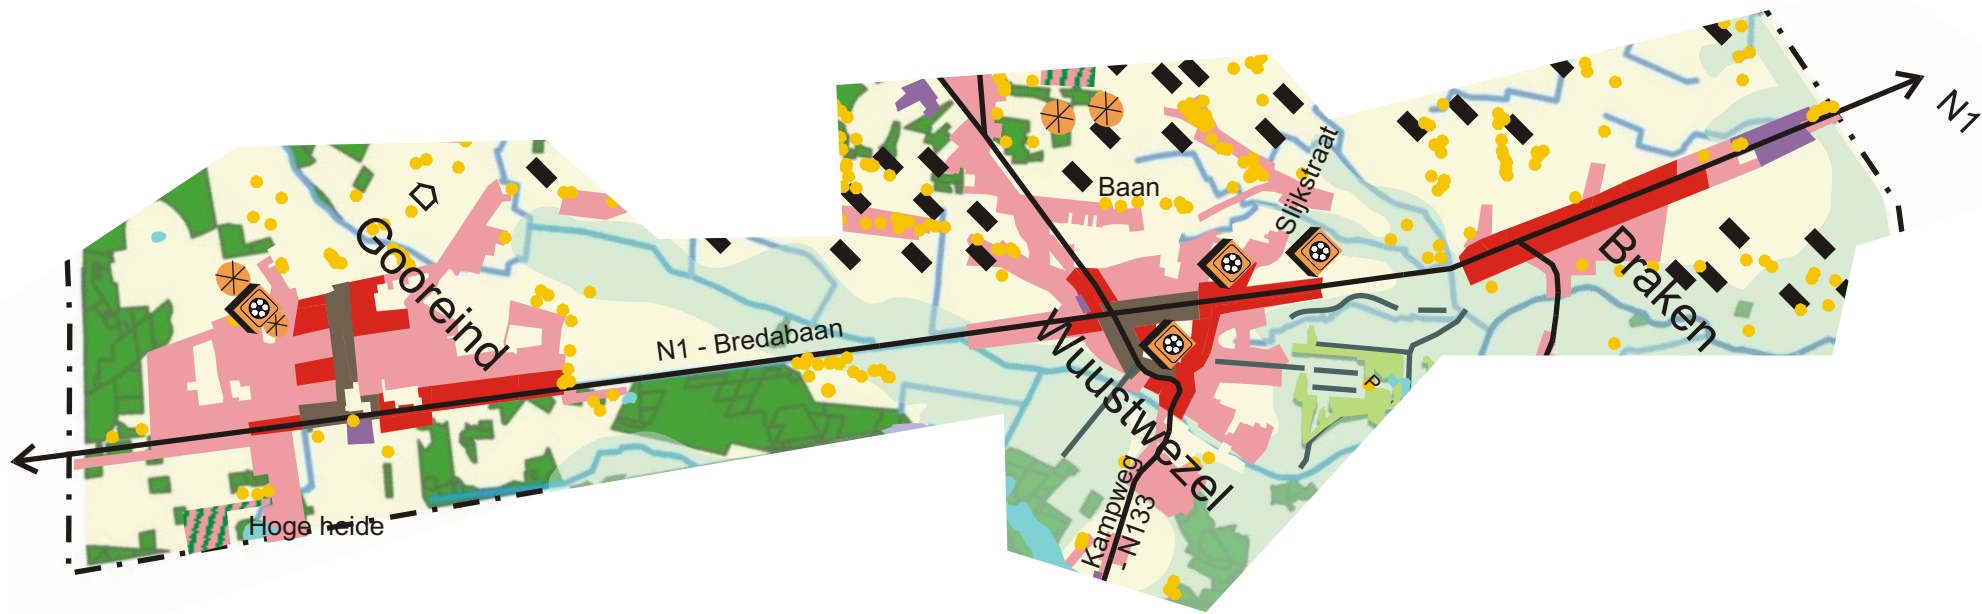 Gooreind
Hoge heide
N1 - Bredabaan
Baan
Slijkstraat
Wuustwezel
Kampweg
- N133
P
Braken
N1